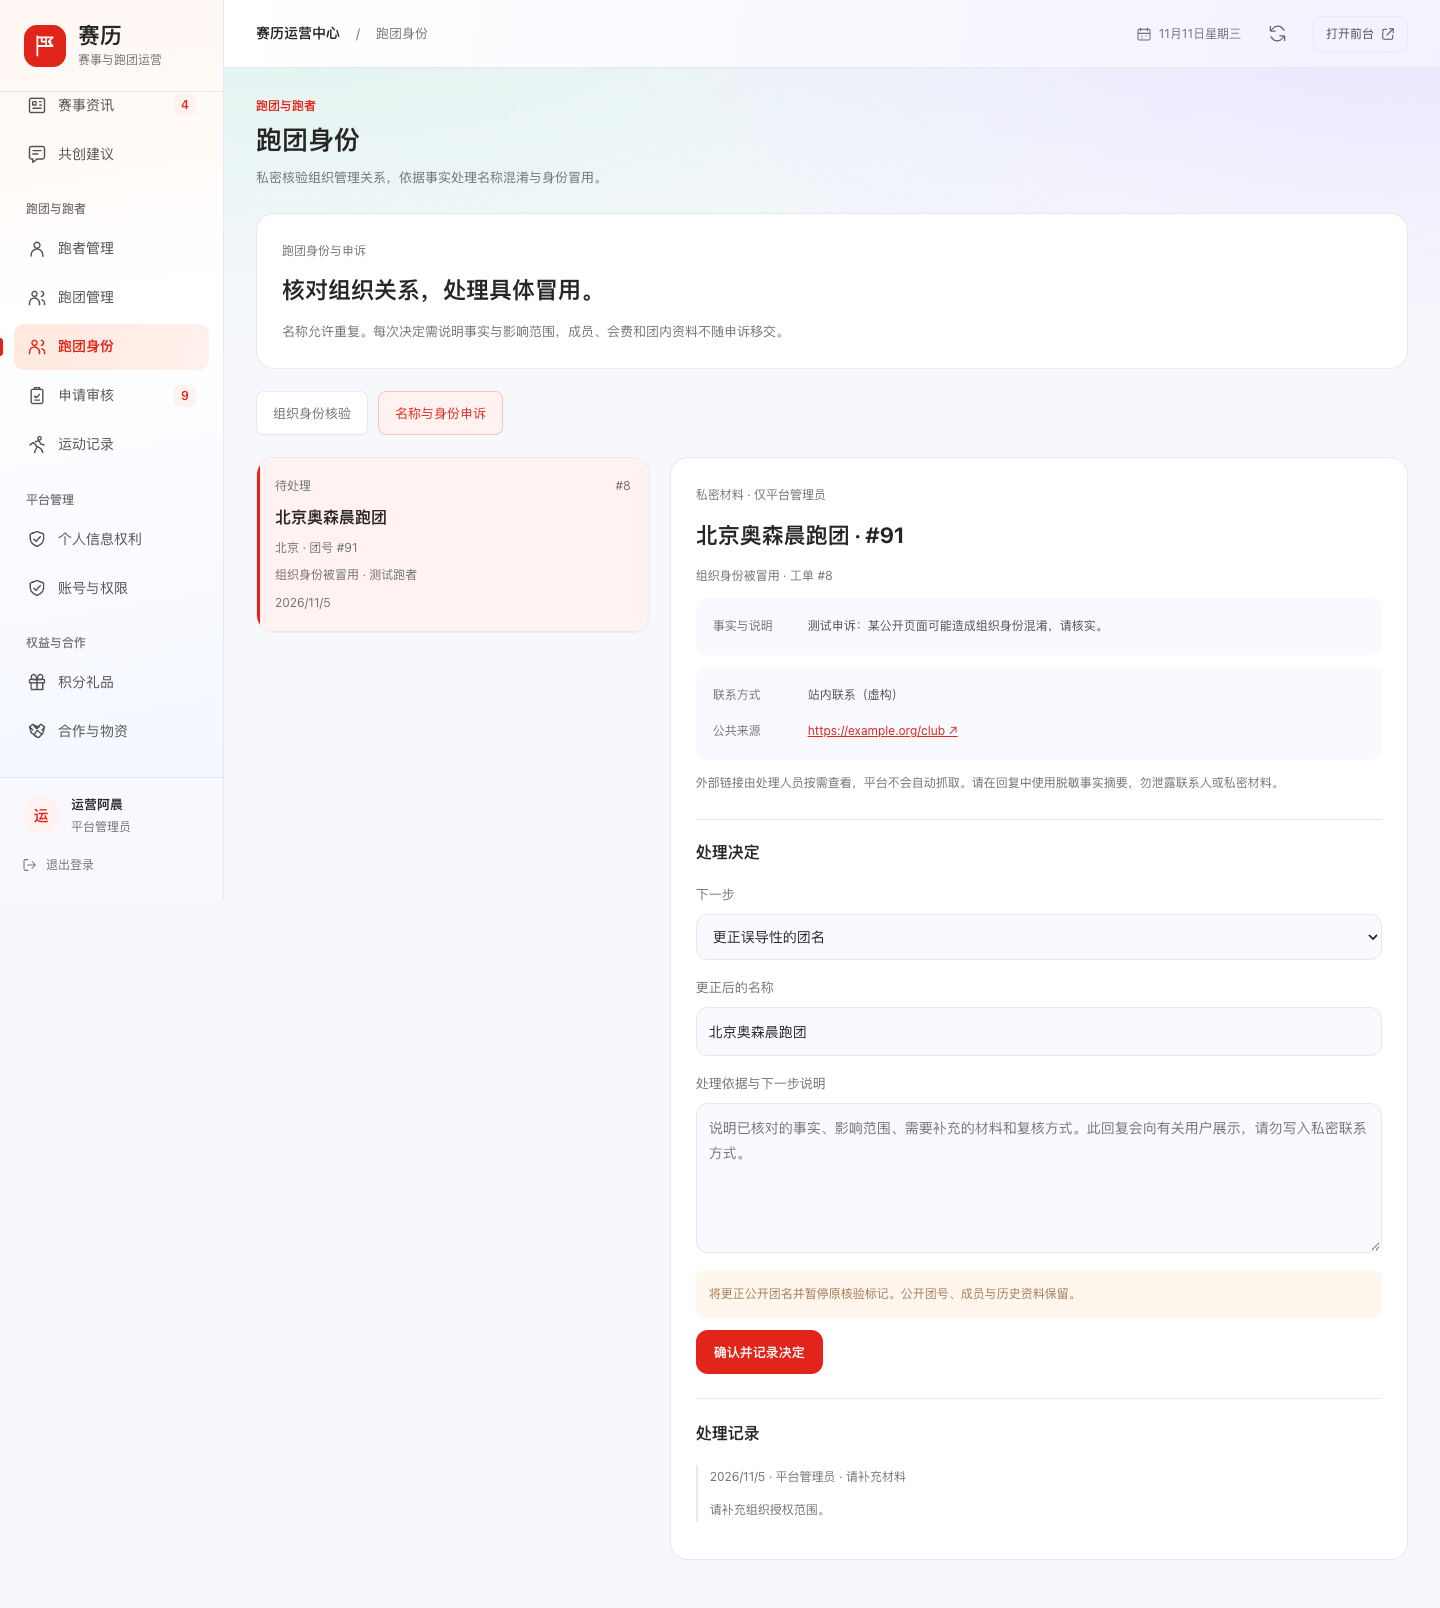 赛历
赛事与跑团运营
赛事资讯 4
共创建议
跑团与跑者
跑者管理
跑团管理
跑团身份
申请审核 9
运动记录
平台管理
个人信息权利
账号与权限
权益与合作
积分礼品
合作与物资
运 运营阿晨
平台管理员
退出登录
赛历运营中心 / 跑团身份
11月11日星期三
打开前台
跑团与跑者
跑团身份
私密核验组织管理关系，依据事实处理名称混淆与身份冒用。
跑团身份与申诉
核对组织关系，处理具体冒用。
名称允许重复。每次决定需说明事实与影响范围，成员、会费和团内资料不随申诉移交。
组织身份核验
名称与身份申诉
待处理 #8
北京奥森晨跑团
北京 · 团号 #91
组织身份被冒用 · 测试跑者
2026/11/5
私密材料 · 仅平台管理员
北京奥森晨跑团 · #91
组织身份被冒用 · 工单 #8
事实与说明 测试申诉：某公开页面可能造成组织身份混淆，请核实。
联系方式 站内联系（虚构）
公共来源 https://example.org/club ↗
外部链接由处理人员按需查看，平台不会自动抓取。请在回复中使用脱敏事实摘要，勿泄露联系人或私密材料。
处理决定
下一步
更正误导性的团名
更正后的名称
北京奥森晨跑团
处理依据与下一步说明
说明已核对的事实、影响范围、需要补充的材料和复核方式。此回复会向有关用户展示，请勿写入私密联系
方式。
将更正公开团名并暂停原核验标记。公开团号、成员与历史资料保留。
确认并记录决定
处理记录
2026/11/5 · 平台管理员 · 请补充材料
请补充组织授权范围。